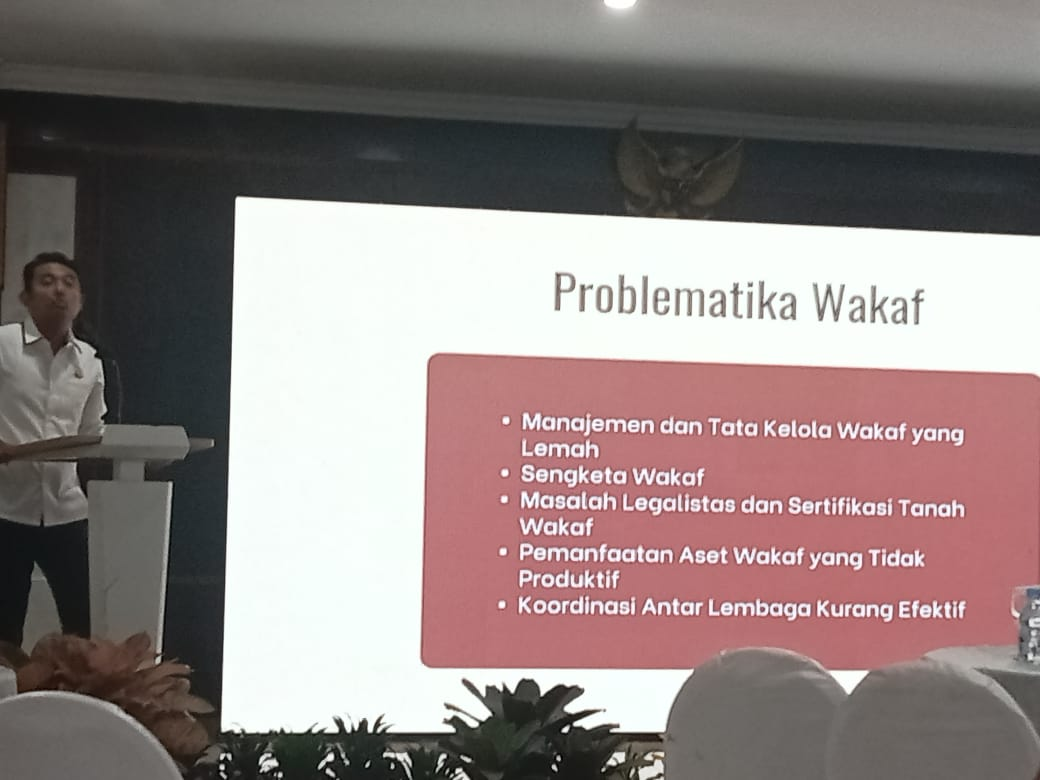 Problematika Wakaf
• Manajemen dan Tata Kelola Wakaf yang
Lemah
• Sengketa Wakaf
• Masalah Legalistas dan Sertifikasi Tanah
Wakaf
• Pemanfaatan Aset Wakaf yang Tidak
Produktif
• Koordinasi Antar Lembaga Kurang Efektif